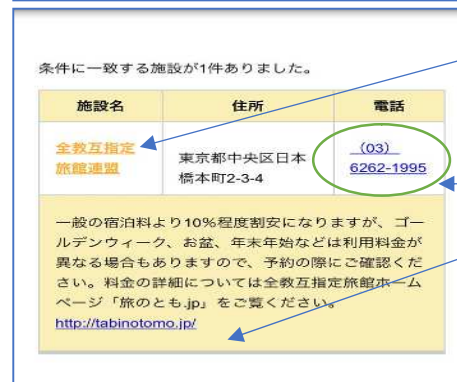 条件に一致する施設が1件ありました。
施設名 住所 電話
全教互指定
旅館連盟
東京都中央区日本
橋本町2-3-4
(03)
6262-1995
一般の宿泊料より10%程度割安になりますが、ゴー
ルデンウィーク、お盆、年末年始などは利用料金が
異なる場合もありますので、予約の際にご確認くだ
さい。料金の詳細については全教互指定旅館ホーム
ページ「旅のとも.jp」をご覧ください。
http://tabinotomo.jp/